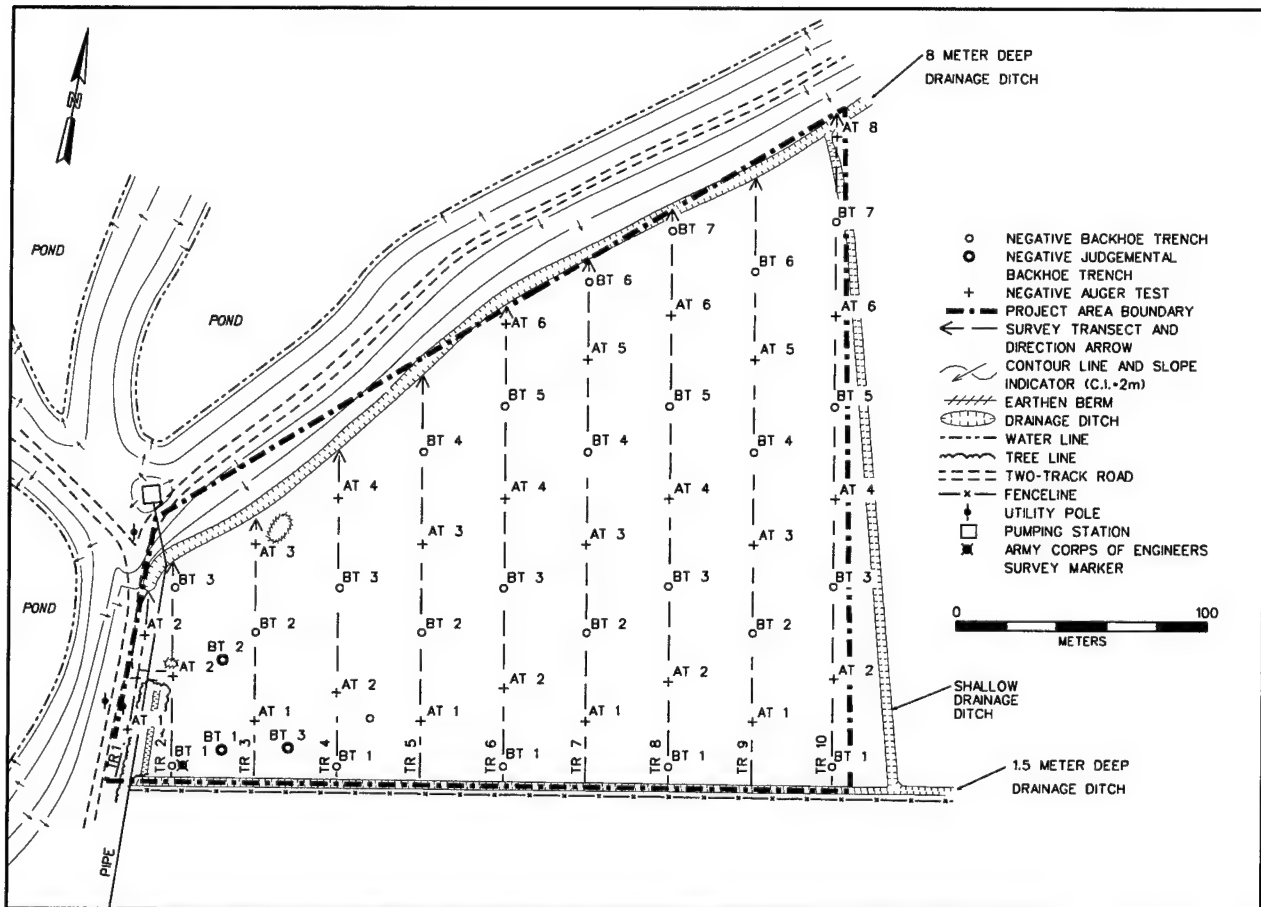 8 METER DEEP
DRAINAGE DITCH
N
AT 8
POND
BT 7
BT 7
POND
BT 6
BT 6
AT 6
AT 6
AT 6
AT 5
AT 5
BT 5
BT 5
BT 5
BT 4
BT 4
BT 4
AT 4
AT 4
AT 4
AT 4
AT 3
AT 3
AT 3
AT 3
BT 3
BT 3
BT 3
BT 3
BT 3
POND
AT 2
BT 2
BT 2
BT 2
BT 2
BT 2
AT 2
AT 2
AT 2
AT 2
AT 2
AT 1
AT 1
AT 1
AT 1
AT 1
BT 1
BT 1
BT 3
BT 1
BT 1
BT 1
BT 1
TR 1
TR 2
TR 3
TR 4
TR 5
TR 6
TR 7
TR 8
TR 9
TR 10
PIPE
NEGATIVE BACKHOE TRENCH
NEGATIVE JUDGEMENTAL
BACKHOE TRENCH
NEGATIVE AUGER TEST
PROJECT AREA BOUNDARY
SURVEY TRANSECT AND
DIRECTION ARROW
CONTOUR LINE AND SLOPE
INDICATOR (C.I.=2m)
EARTHEN BERM
DRAINAGE DITCH
WATER LINE
TREE LINE
TWO-TRACK ROAD
FENCELINE
UTILITY POLE
PUMPING STATION
ARMY CORPS OF ENGINEERS
SURVEY MARKER
0 100
METERS
SHALLOW
DRAINAGE
DITCH
1.5 METER DEEP
DRAINAGE DITCH